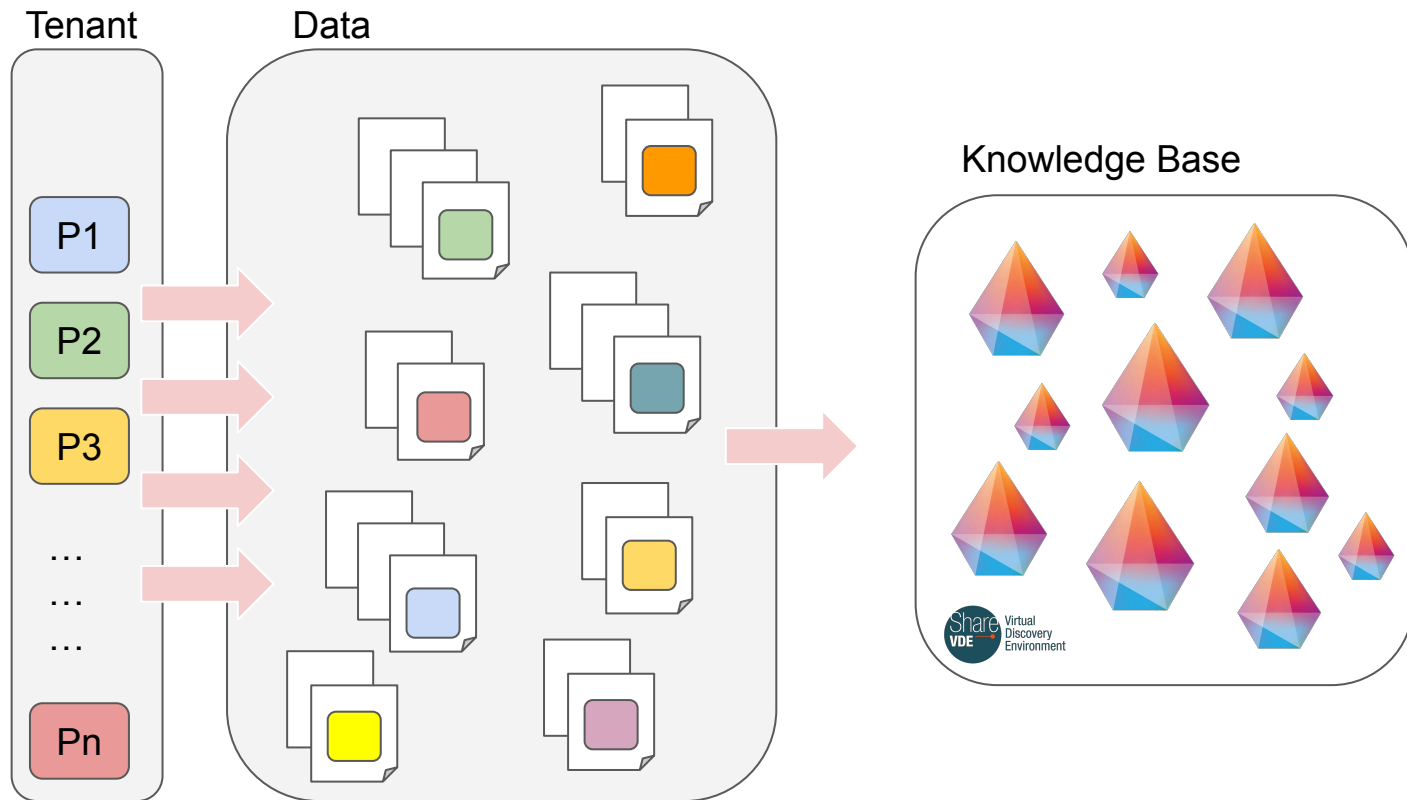 Tenant
Data
Knowledge Base
P1
P2
P3
...
...
...
Pn
Share
VDE
Virtual
Discovery
Environment